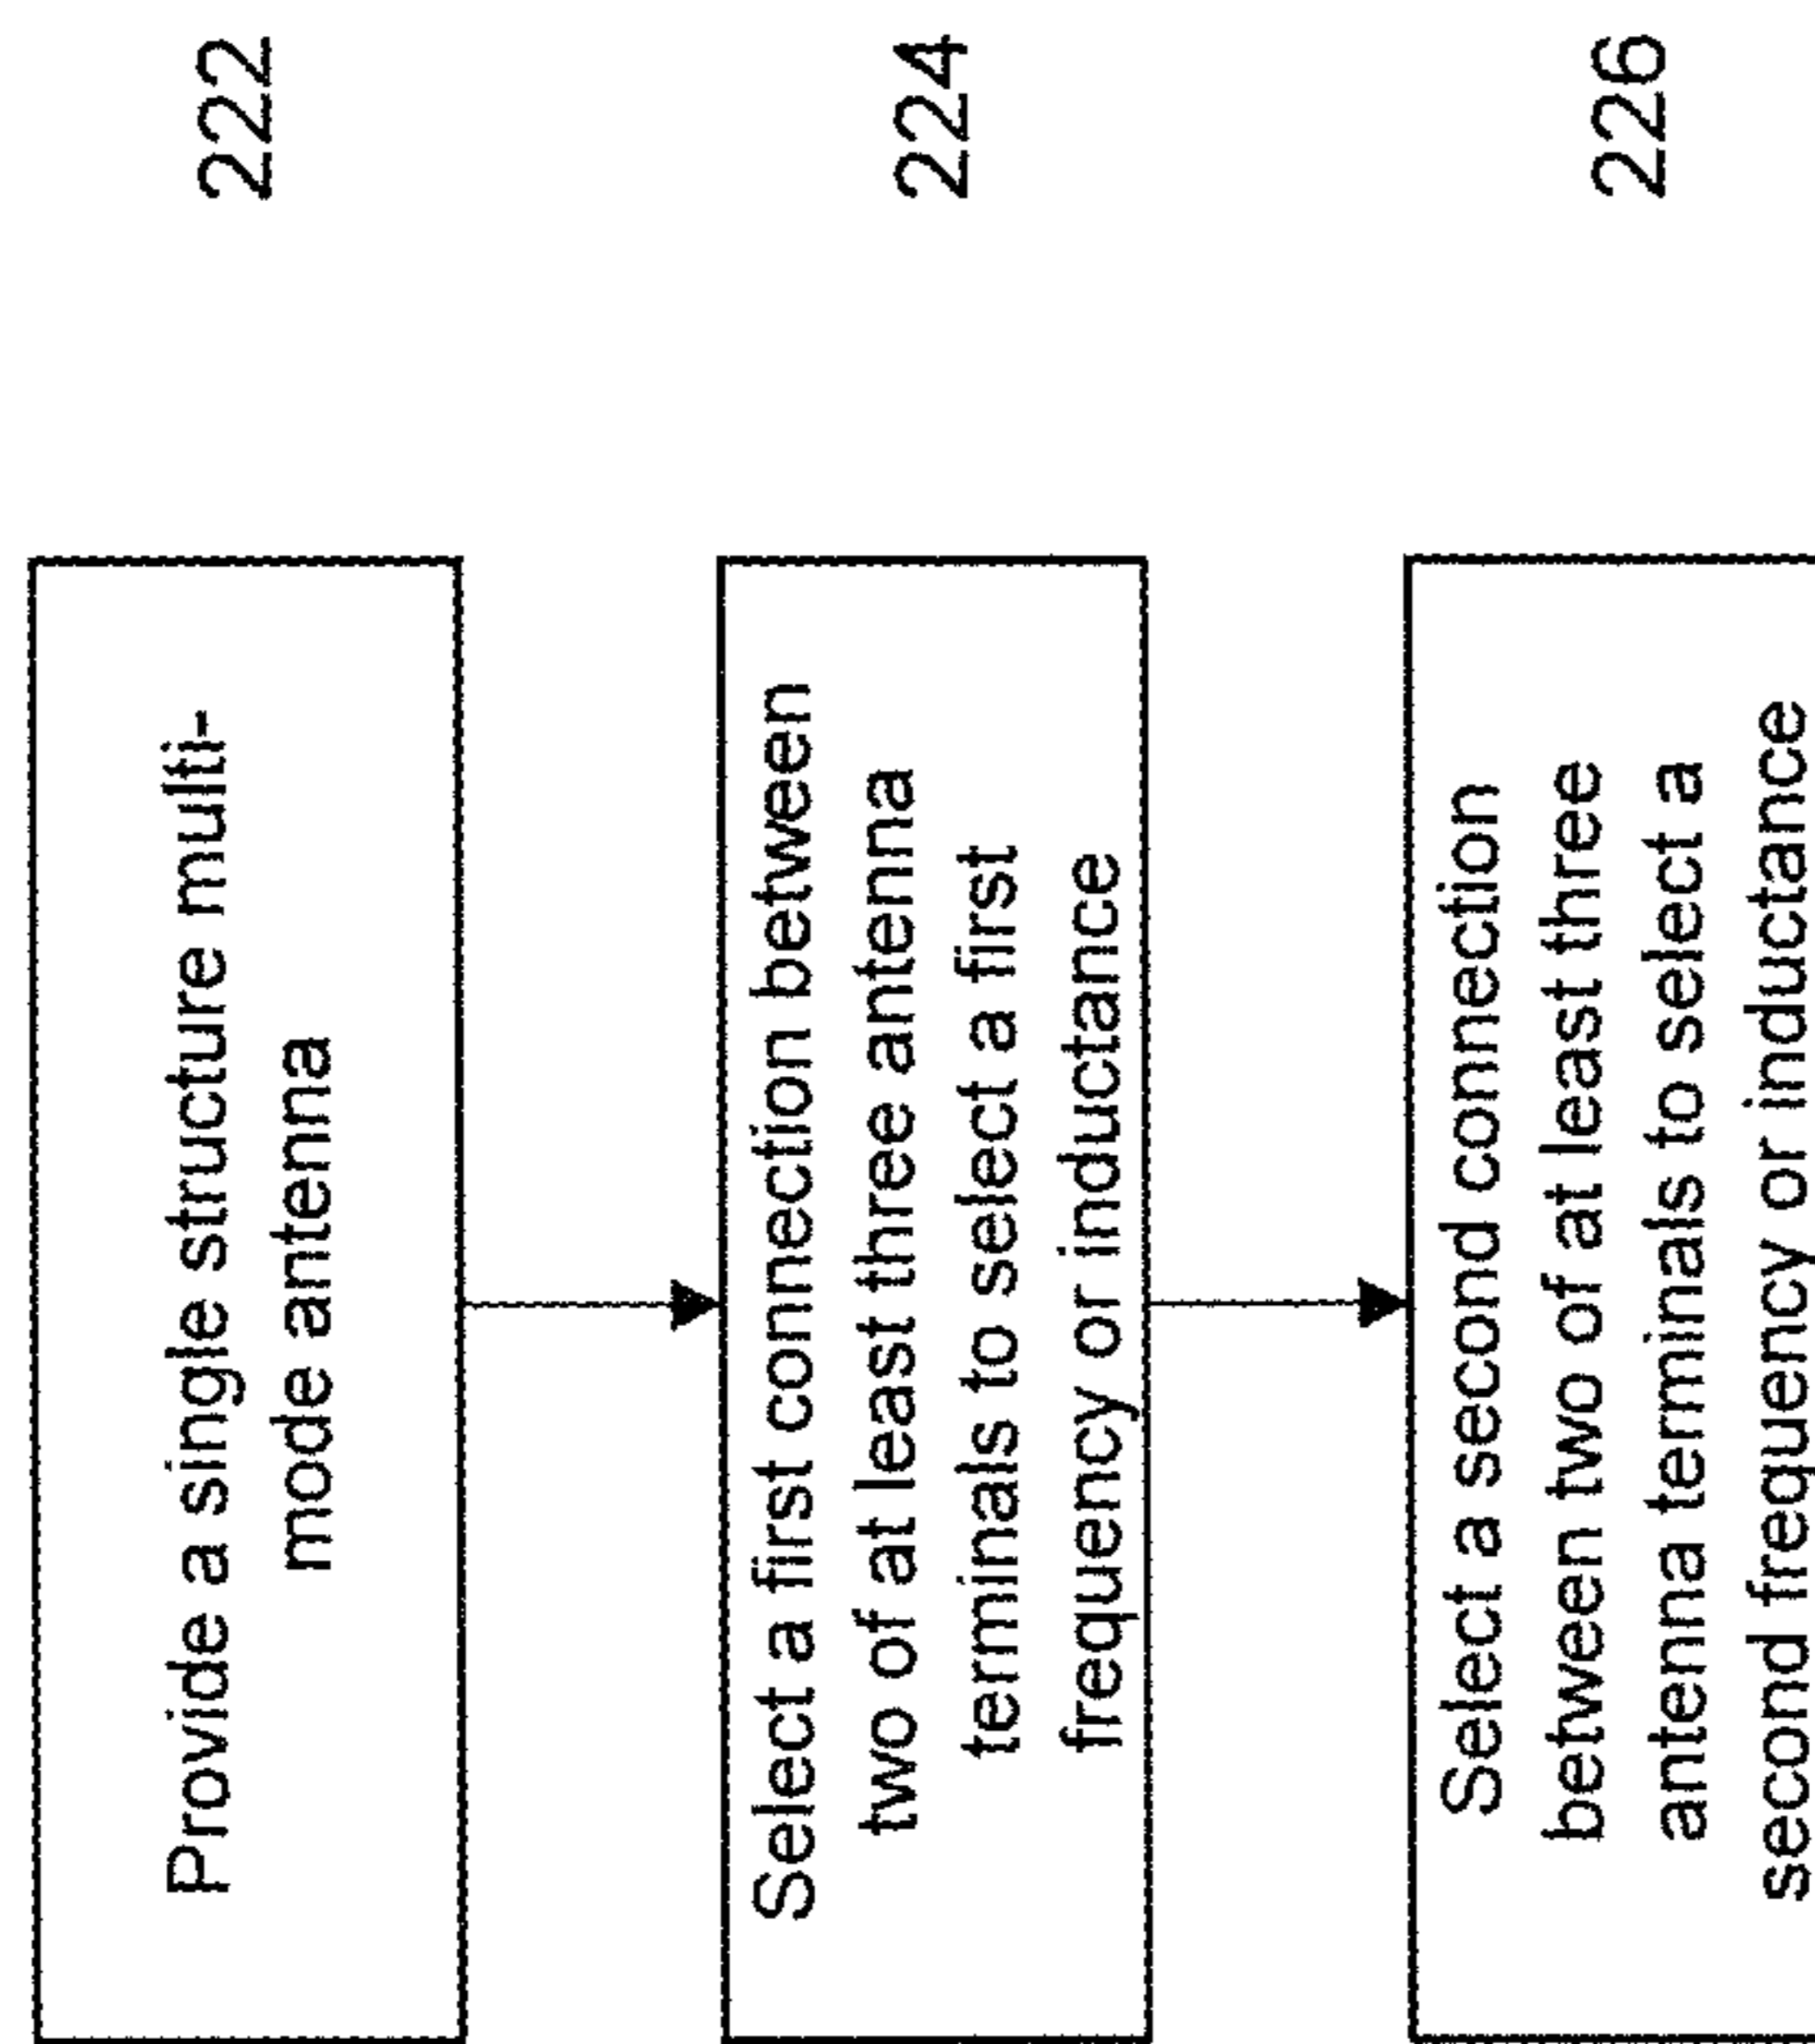 Provide a single structure multi-
mode antenna
222
Select a first connection between
two of at least three antenna
terminals to select a first
frequency or inductance
224
Select a second connection
between two of at least three
antenna terminals to select a
second frequency or inductance
226